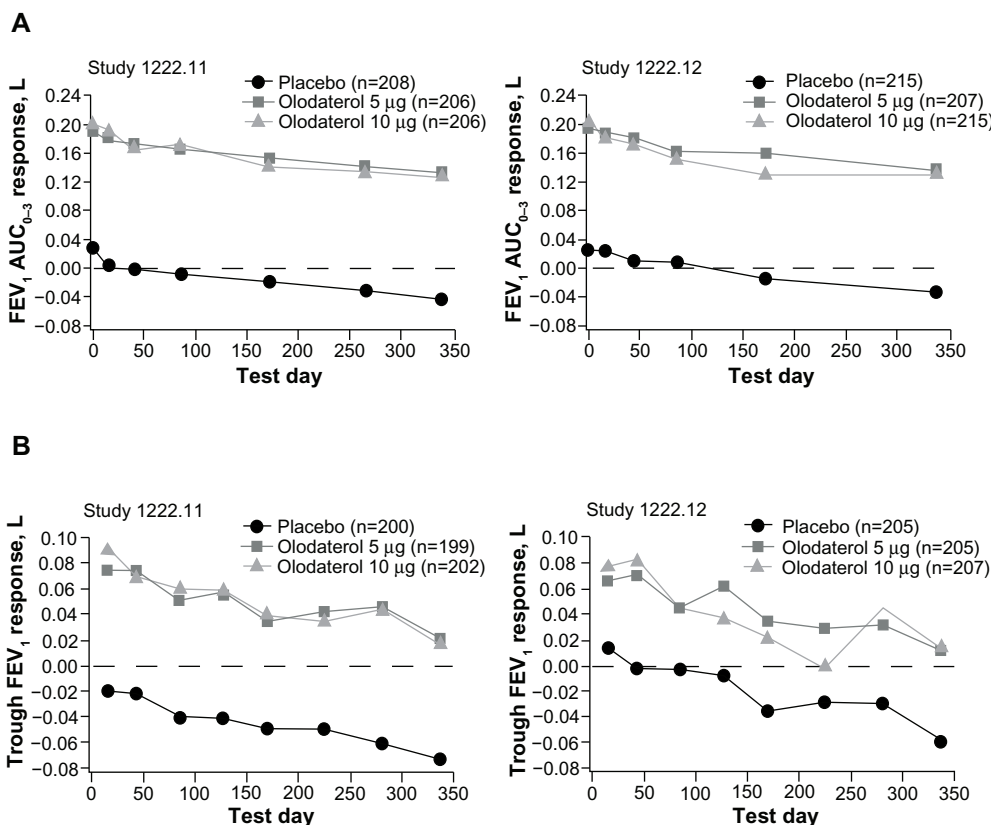 A
Study 1222.11
Placebo (n=208)
Olodaterol 5 μg (n=206)
Olodaterol 10 μg (n=206)
FEV1 AUC0–3 response, L
0.24
0.20
0.16
0.12
0.08
0.04
0.00
−0.04
−0.08
0 50 100 150 200 250 300 350
Test day
Study 1222.12
Placebo (n=215)
Olodaterol 5 μg (n=207)
Olodaterol 10 μg (n=215)
FEV1 AUC0–3 response, L
0.24
0.20
0.16
0.12
0.08
0.04
0.00
−0.04
−0.08
0 50 100 150 200 250 300 350
Test day
B
Study 1222.11
Placebo (n=200)
Olodaterol 5 μg (n=199)
Olodaterol 10 μg (n=202)
Trough FEV1 response, L
0.10
0.08
0.06
0.04
0.02
0.00
−0.02
−0.04
−0.06
−0.08
0 50 100 150 200 250 300 350
Test day
Study 1222.12
Placebo (n=205)
Olodaterol 5 μg (n=205)
Olodaterol 10 μg (n=207)
Trough FEV1 response, L
0.10
0.08
0.06
0.04
0.02
0.00
−0.02
−0.04
−0.06
−0.08
0 50 100 150 200 250 300 350
Test day